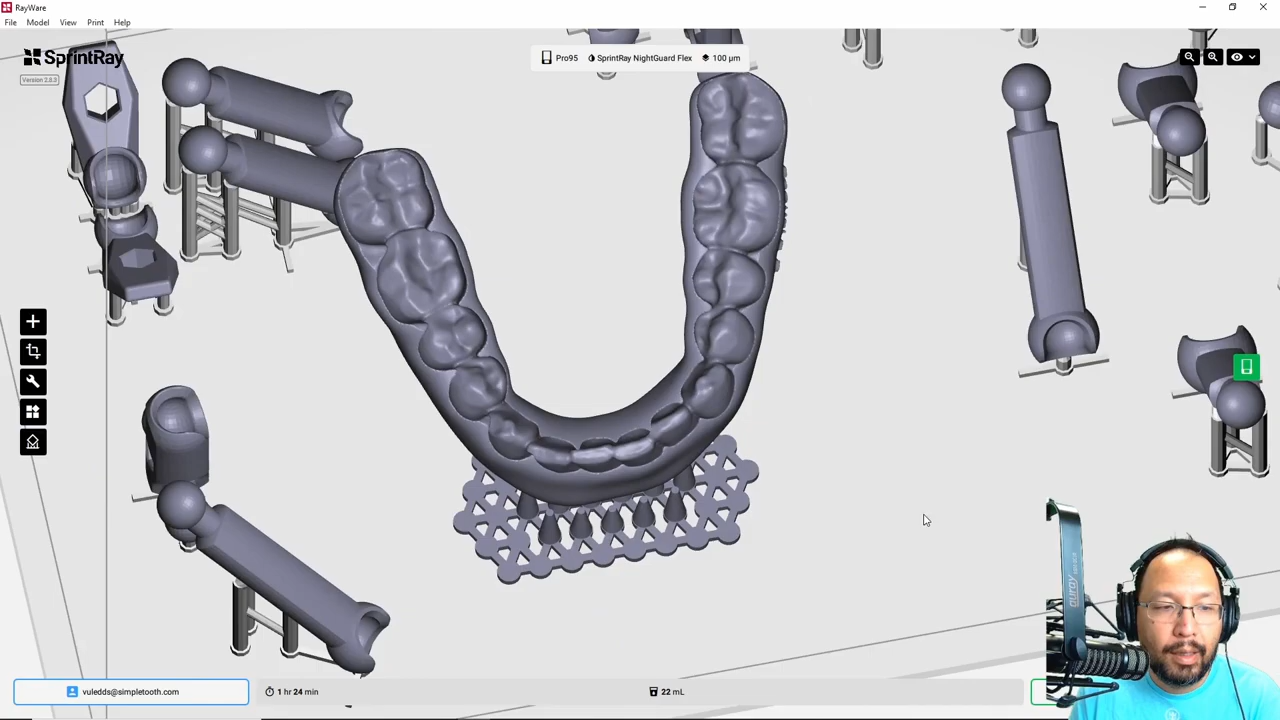 RayWare
File Model View Print Help
SprintRay
Version 2.8.3
Pro95 SprintRay NightGuard Flex 100 µm
vuledds@simpletooth.com
1 hr 24 min
22 mL
auray